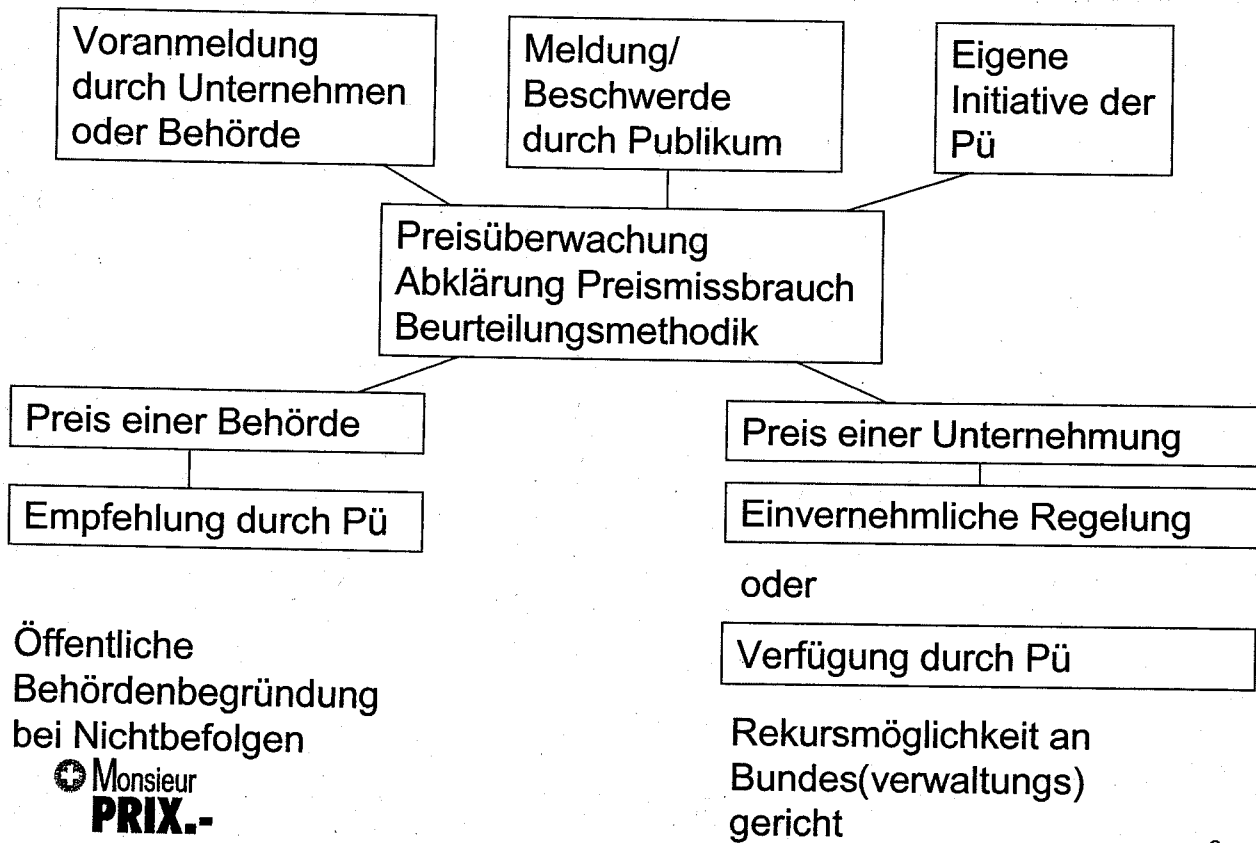 Voranmeldung
durch Unternehmen
oder Behörde
Meldung/
Beschwerde
durch Publikum
Eigene
Initiative der
Pü
Preisüberwachung
Abklärung Preismissbrauch
Beurteilungsmethodik
Preis einer Behörde
Empfehlung durch Pü
Öffentliche
Behördenbegründung
bei Nichtbefolgen
Monsieur
PRIX.-
Preis einer Unternehmung
Einvernehmliche Regelung
oder
Verfügung durch Pü
Rekursmöglichkeit an
Bundes(verwaltungs)
gericht